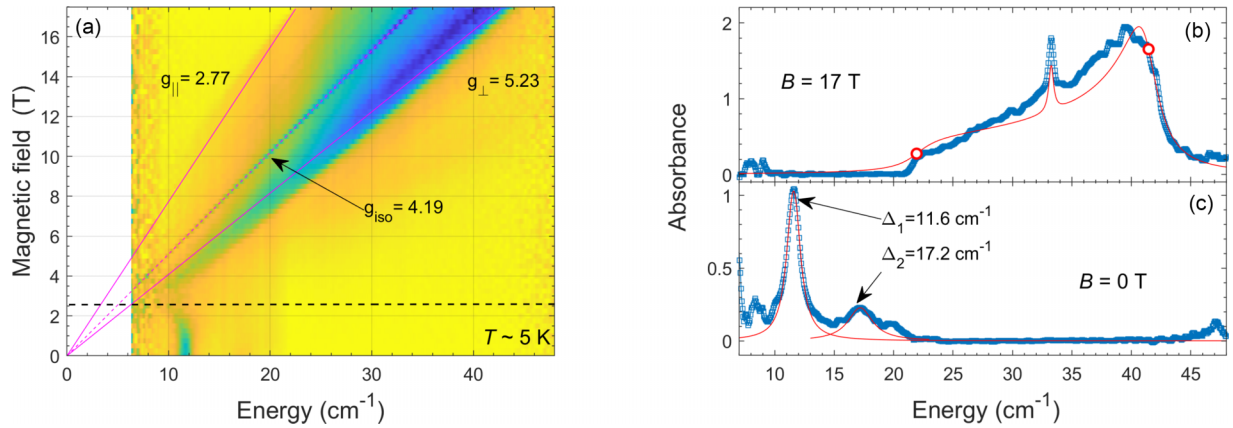 (a)
g|| = 2.77
g⊥ = 5.23
giso = 4.19
T ~ 5 K
Magnetic field (T)
16
14
12
10
8
6
4
2
0
0 10 20 30 40
Energy (cm-1)
(b)
B = 17 T
2
1
0
Absorbance
(c)
Δ1=11.6 cm-1
Δ2=17.2 cm-1
B = 0 T
1
0.5
0
10 15 20 25 30 35 40 45
Energy (cm-1)